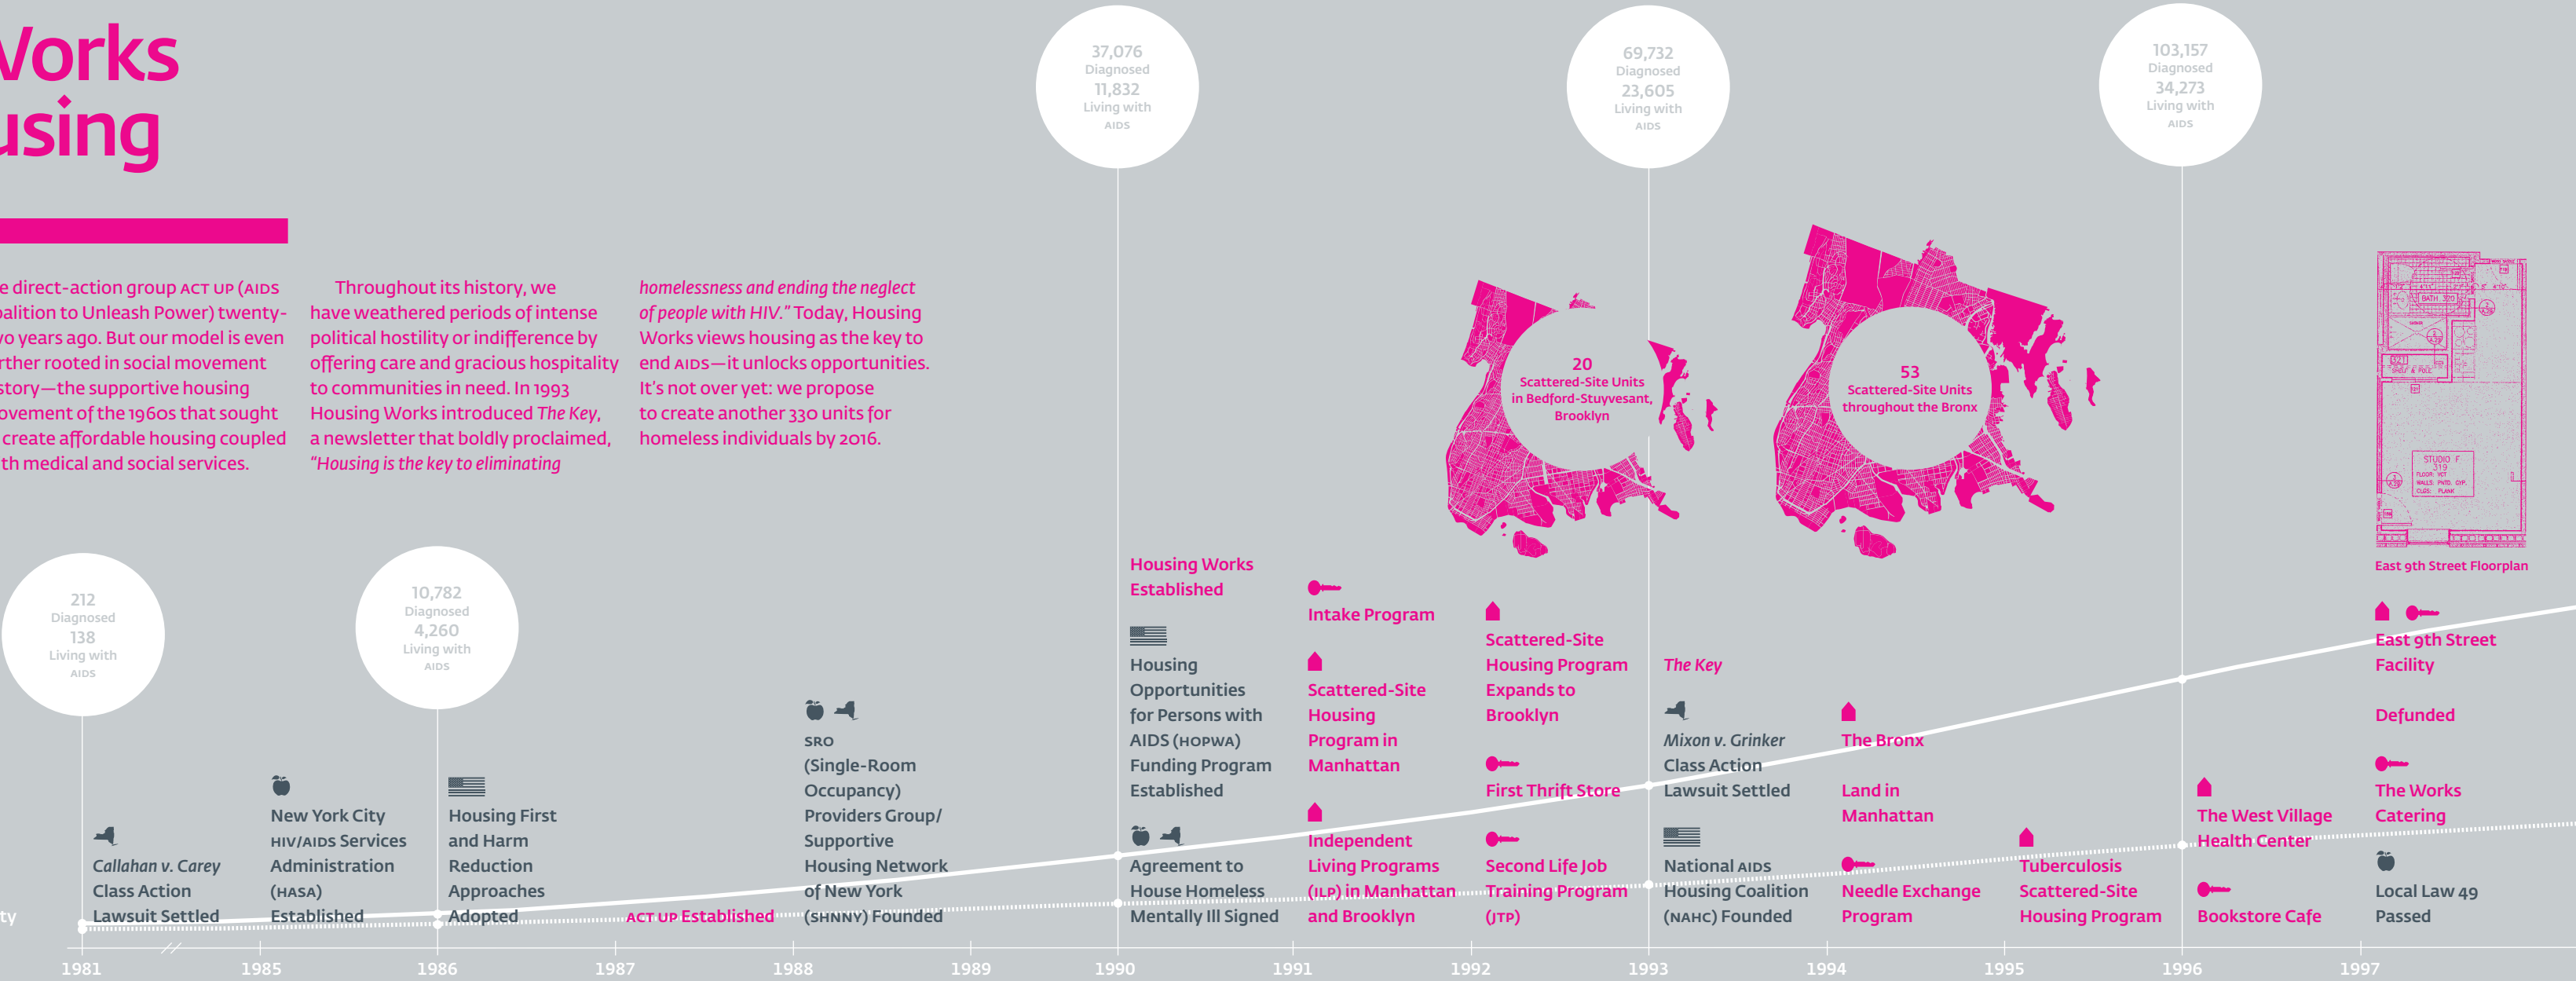 Works
using
e direct-action group ACT UP (AIDS
oalition to Unleash Power) twenty-
wo years ago. But our model is even
rther rooted in social movement
story—the supportive housing
ovement of the 1960s that sought
create affordable housing coupled
th medical and social services.
Throughout its history, we
have weathered periods of intense
political hostility or indifference by
offering care and gracious hospitality
to communities in need. In 1993
Housing Works introduced The Key,
a newsletter that boldly proclaimed,
“Housing is the key to eliminating
homelessness and ending the neglect
of people with HIV.” Today, Housing
Works views housing as the key to
end AIDS—it unlocks opportunities.
It’s not over yet: we propose
to create another 330 units for
homeless individuals by 2016.
212
Diagnosed
138
Living with
AIDS
10,782
Diagnosed
4,260
Living with
AIDS
37,076
Diagnosed
11,832
Living with
AIDS
69,732
Diagnosed
23,605
Living with
AIDS
103,157
Diagnosed
34,273
Living with
AIDS
20
Scattered-Site Units
in Bedford-Stuyvesant,
Brooklyn
53
Scattered-Site Units
throughout the Bronx
BATH 320
321
SHELF & POLE
STUDIO F
319
FLOOR: VCT
WALLS: PNTD. GYP.
CLGS: PLANK
East 9th Street Floorplan
ty
Callahan v. Carey
Class Action
Lawsuit Settled
New York City
HIV/AIDS Services
Administration
(HASA)
Established
Housing First
and Harm
Reduction
Approaches
Adopted
ACT UP Established
SRO
(Single-Room
Occupancy)
Providers Group/
Supportive
Housing Network
of New York
(SHNNY) Founded
Housing Works
Established
Housing
Opportunities
for Persons with
AIDS (HOPWA)
Funding Program
Established
Agreement to
House Homeless
Mentally Ill Signed
Intake Program
Scattered-Site
Housing
Program in
Manhattan
Independent
Living Programs
(ILP) in Manhattan
and Brooklyn
Scattered-Site
Housing Program
Expands to
Brooklyn
First Thrift Store
Second Life Job
Training Program
(JTP)
The Key
Mixon v. Grinker
Class Action
Lawsuit Settled
National AIDS
Housing Coalition
(NAHC) Founded
The Bronx
Land in
Manhattan
Needle Exchange
Program
Tuberculosis
Scattered-Site
Housing Program
The West Village
Health Center
Bookstore Cafe
East 9th Street
Facility
Defunded
The Works
Catering
Local Law 49
Passed
1981
1985
1986
1987
1988
1989
1990
1991
1992
1993
1994
1995
1996
1997